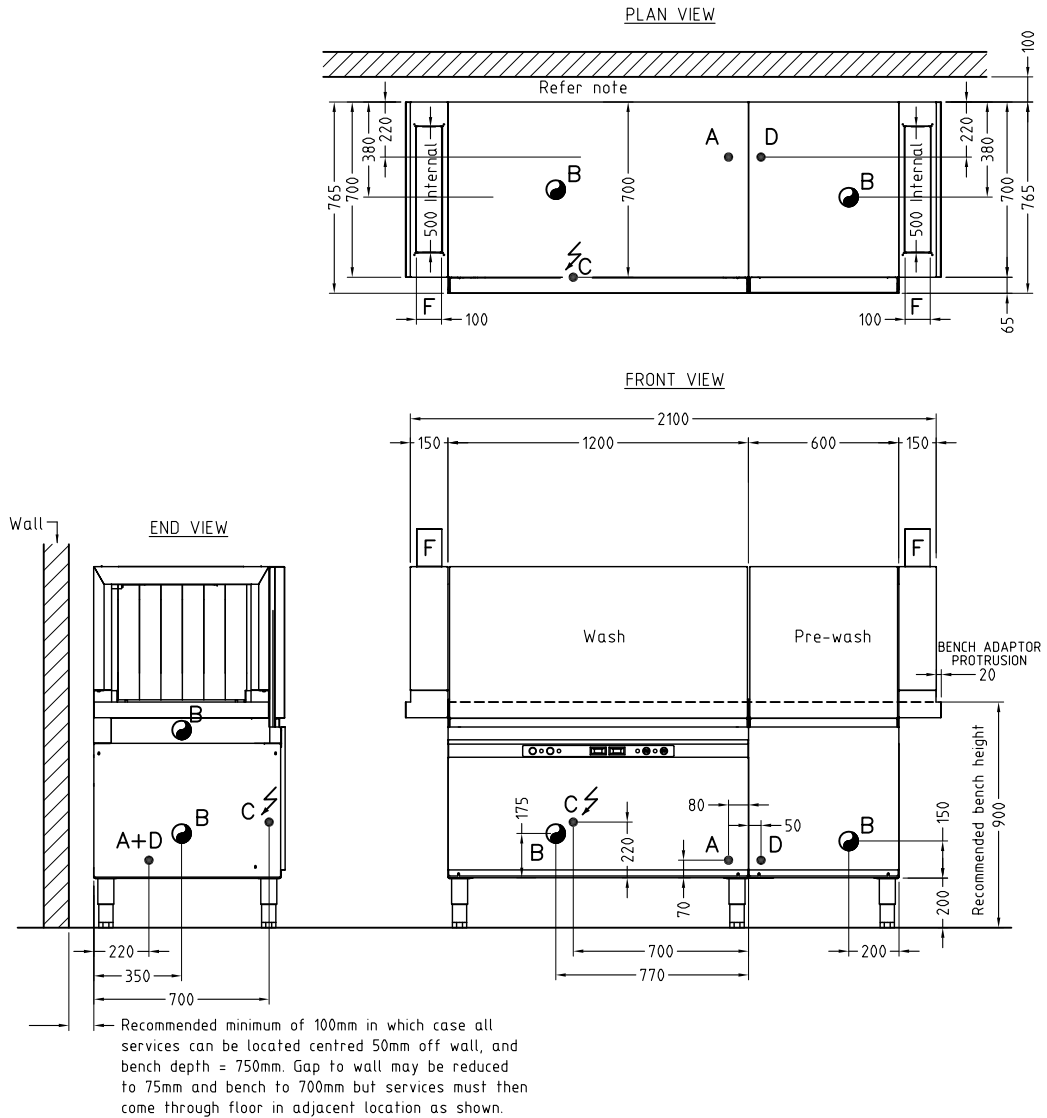 PLAN VIEW
100
Refer note
765
700
380
220
500 Internal
B
700
A
D
B
500 Internal
220
380
700
765
C
F
100
100
F
65
FRONT VIEW
2100
150
1200
600
150
Wall
END VIEW
F
F
Wash
Pre-wash
BENCH ADAPTOR
PROTRUSION
20
B
Recommended bench height
900
C
B
A+D
175
C
B
220
80
50
A
D
70
B
150
200
220
350
700
700
770
200
Recommended minimum of 100mm in which case all
services can be located centred 50mm off wall, and
bench depth = 750mm. Gap to wall may be reduced
to 75mm and bench to 700mm but services must then
come through floor in adjacent location as shown.